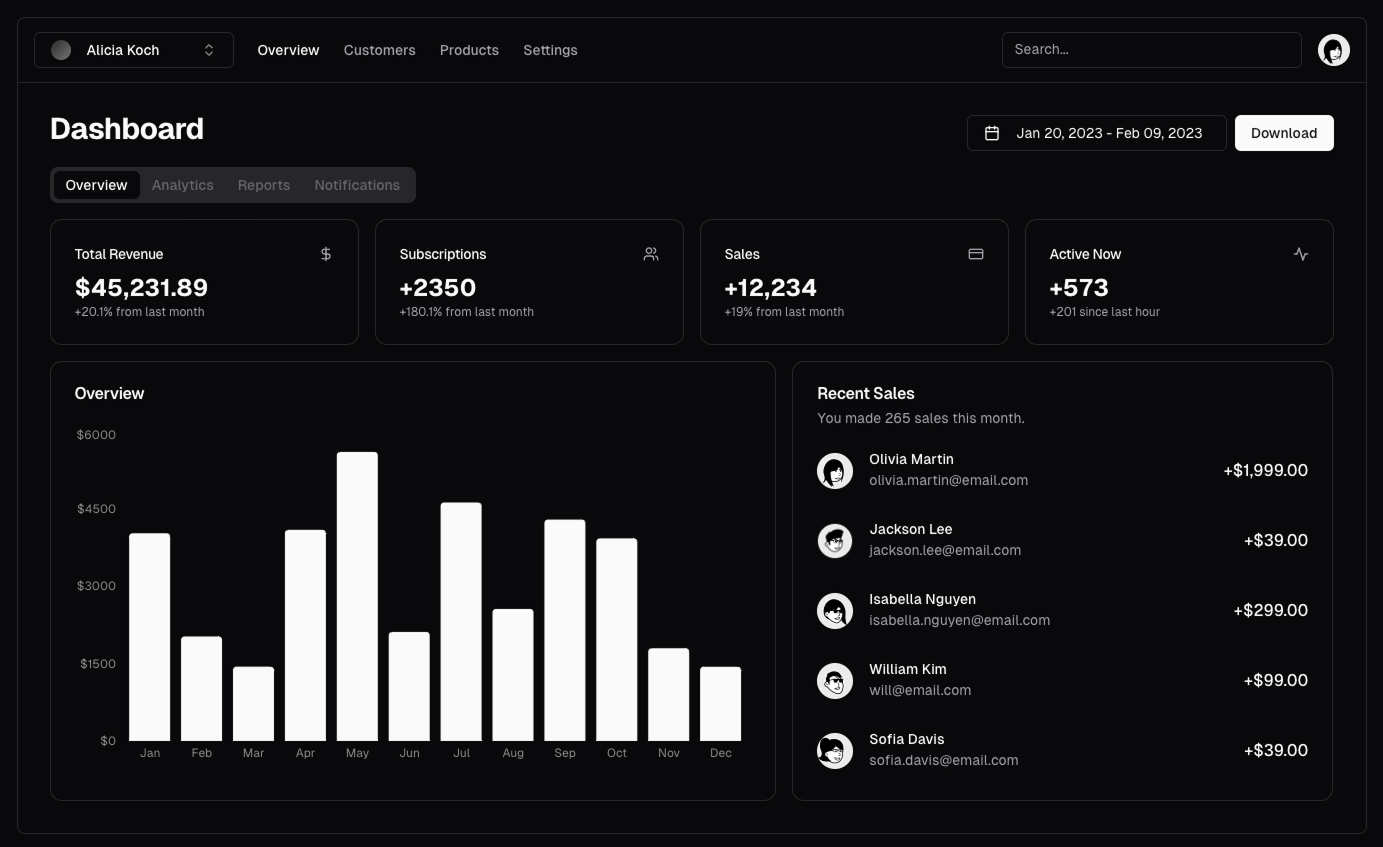 Alicia Koch
Overview Customers Products Settings
Search...
Dashboard
Jan 20, 2023 - Feb 09, 2023
Download
Overview Analytics Reports Notifications
Total Revenue
$45,231.89
+20.1% from last month
Subscriptions
+2350
+180.1% from last month
Sales
+12,234
+19% from last month
Active Now
+573
+201 since last hour
Overview
$6000
$4500
$3000
$1500
$0
Jan Feb Mar Apr May Jun Jul Aug Sep Oct Nov Dec
Recent Sales
You made 265 sales this month.
Olivia Martin
olivia.martin@email.com
+$1,999.00
Jackson Lee
jackson.lee@email.com
+$39.00
Isabella Nguyen
isabella.nguyen@email.com
+$299.00
William Kim
will@email.com
+$99.00
Sofia Davis
sofia.davis@email.com
+$39.00